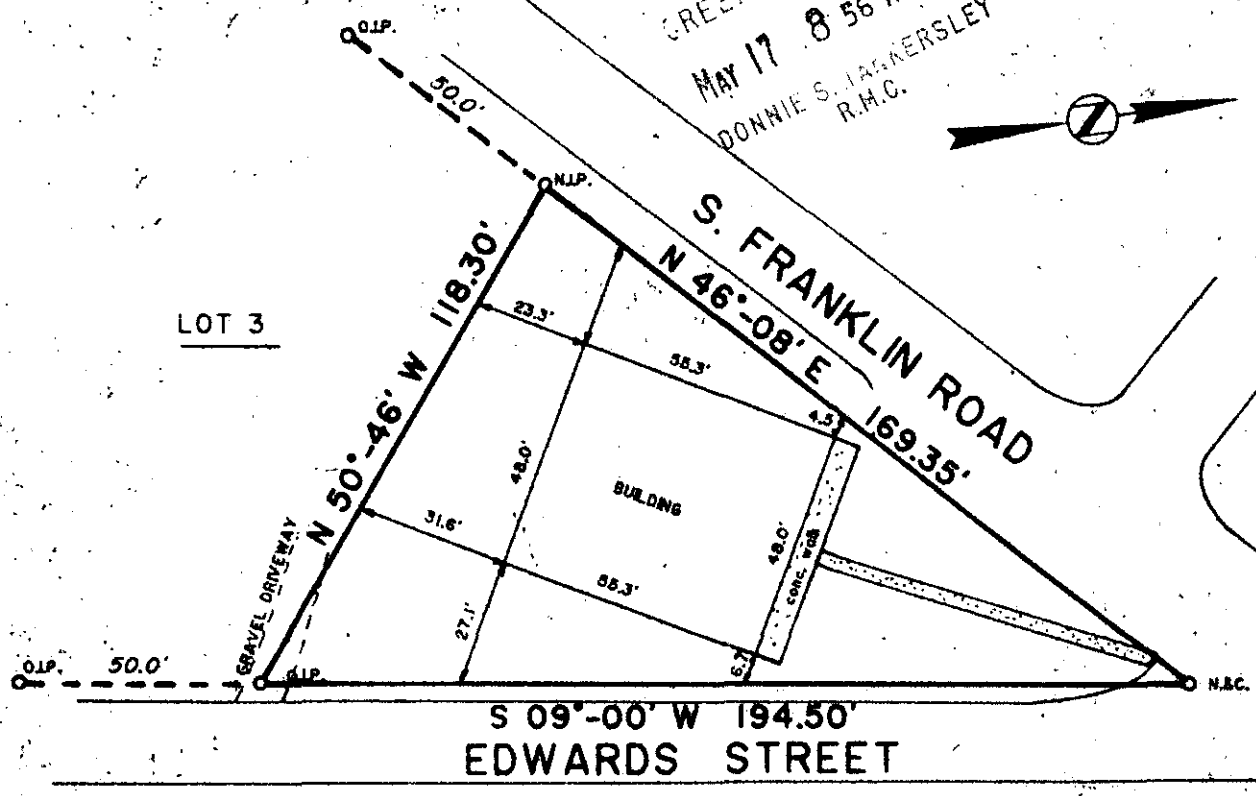 O.I.P.
MAY 17 8 56
DONNIE S. TANKERSLEY
R.M.C.
50.0'
Z
N.I.P.
S. FRANKLIN ROAD
N 46°-08' E 169.35'
118.30'
N 50°-46' W
LOT 3
23.3'
55.3'
4.5'
48.0'
BUILDING
48.0'
31.6'
conc. walk
55.3'
GRAVEL DRIVEWAY
27.1'
6.7'
O.I.P.
50.0'
O.I.P.
N.&C.
S 09°-00' W 194.50'
EDWARDS STREET